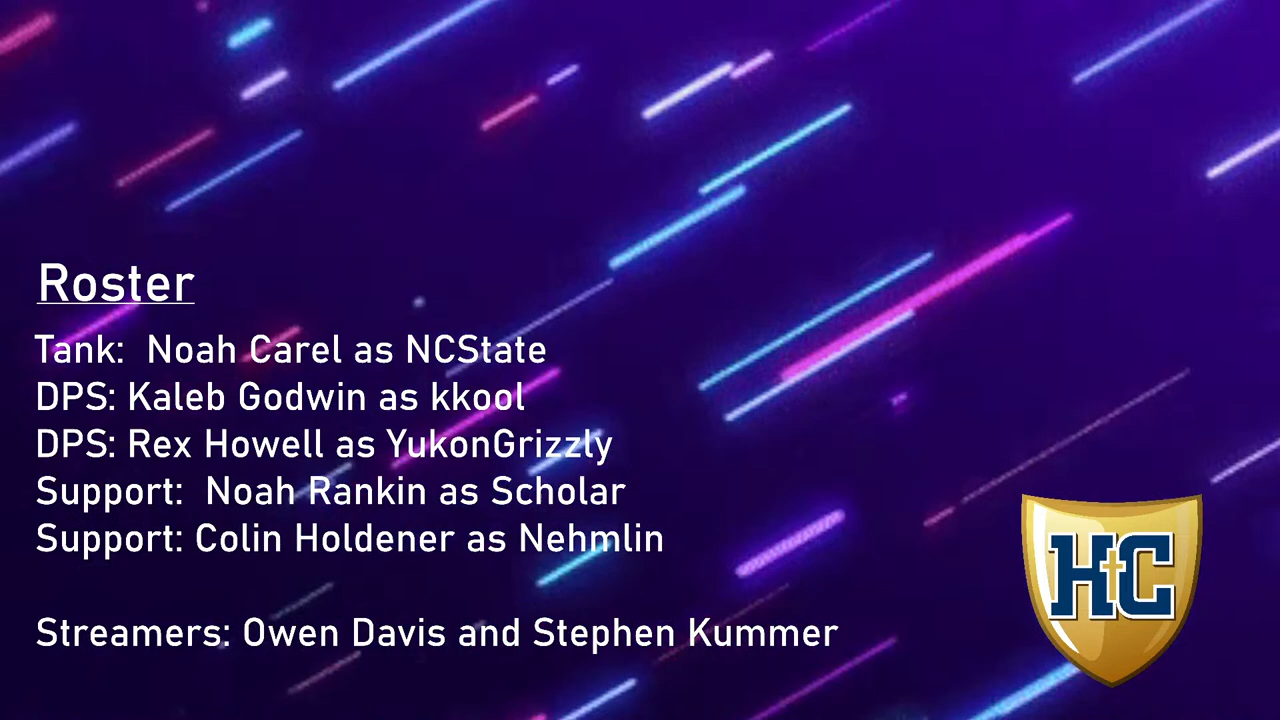 Roster
Tank:  Noah Carel as NCState
DPS: Kaleb Godwin as kkool
DPS: Rex Howell as YukonGrizzly
Support:  Noah Rankin as Scholar
Support: Colin Holdener as Nehmlin
Streamers: Owen Davis and Stephen Kummer
HC